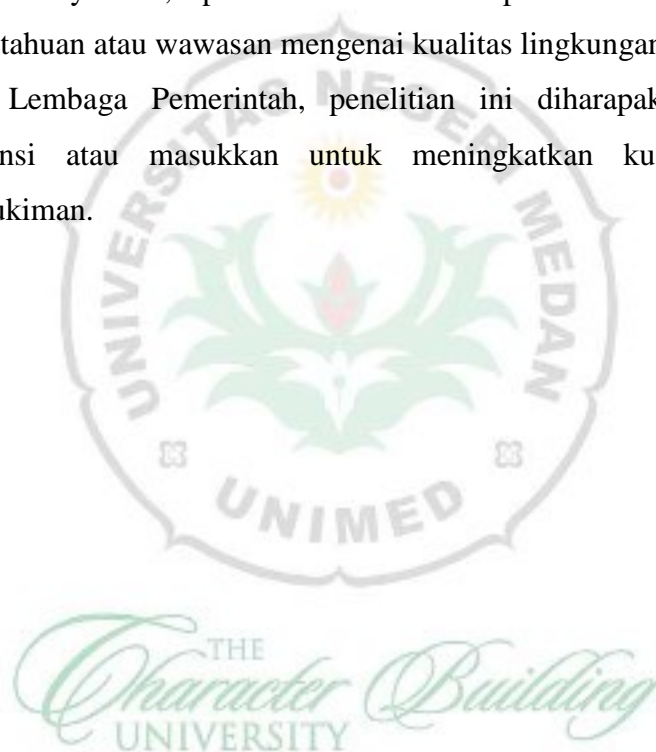 tahuan atau wawasan mengenai kualitas lingkungan
Lembaga Pemerintah, penelitian ini diharapak
nsi atau masukkan untuk meningkatkan ku
ukiman.
UNIVERSITAS NEGERI MEDAN
UNIMED
THE
Character Building
UNIVERSITY